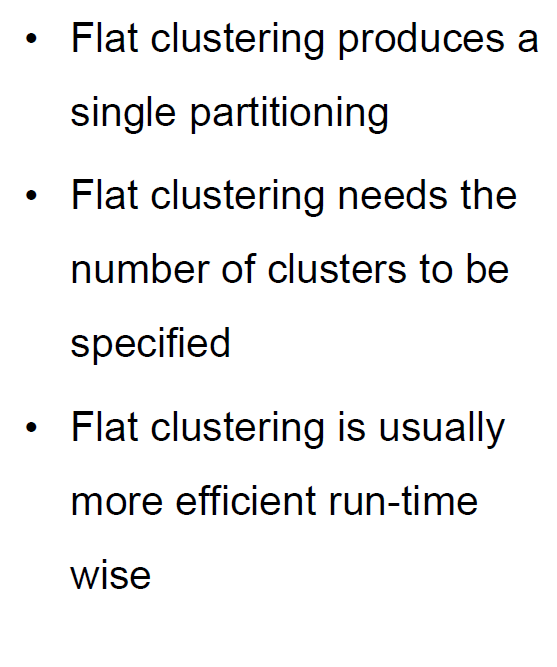 • Flat clustering produces a
single partitioning
• Flat clustering needs the
number of clusters to be
specified
• Flat clustering is usually
more efficient run-time
wise